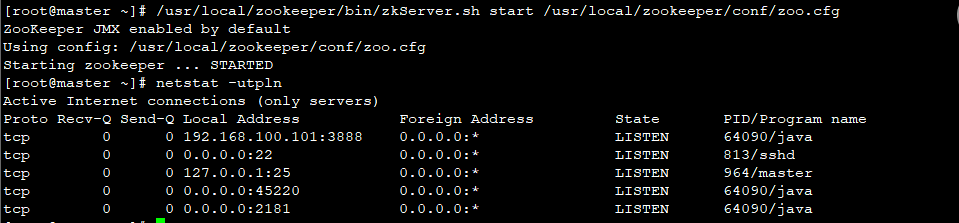 [root@master ~]# /usr/local/zookeeper/bin/zkServer.sh start /usr/local/zookeeper/conf/zoo.cfg
ZooKeeper JMX enabled by default
Using config: /usr/local/zookeeper/conf/zoo.cfg
Starting zookeeper ... STARTED
[root@master ~]# netstat -utpln
Active Internet connections (only servers)
Proto Recv-Q Send-Q Local Address           Foreign Address         State       PID/Program name
tcp        0      0 192.168.100.101:3888    0.0.0.0:*               LISTEN      64090/java
tcp        0      0 0.0.0.0:22              0.0.0.0:*               LISTEN      813/sshd
tcp        0      0 127.0.0.1:25            0.0.0.0:*               LISTEN      964/master
tcp        0      0 0.0.0.0:45220           0.0.0.0:*               LISTEN      64090/java
tcp        0      0 0.0.0.0:2181            0.0.0.0:*               LISTEN      64090/java